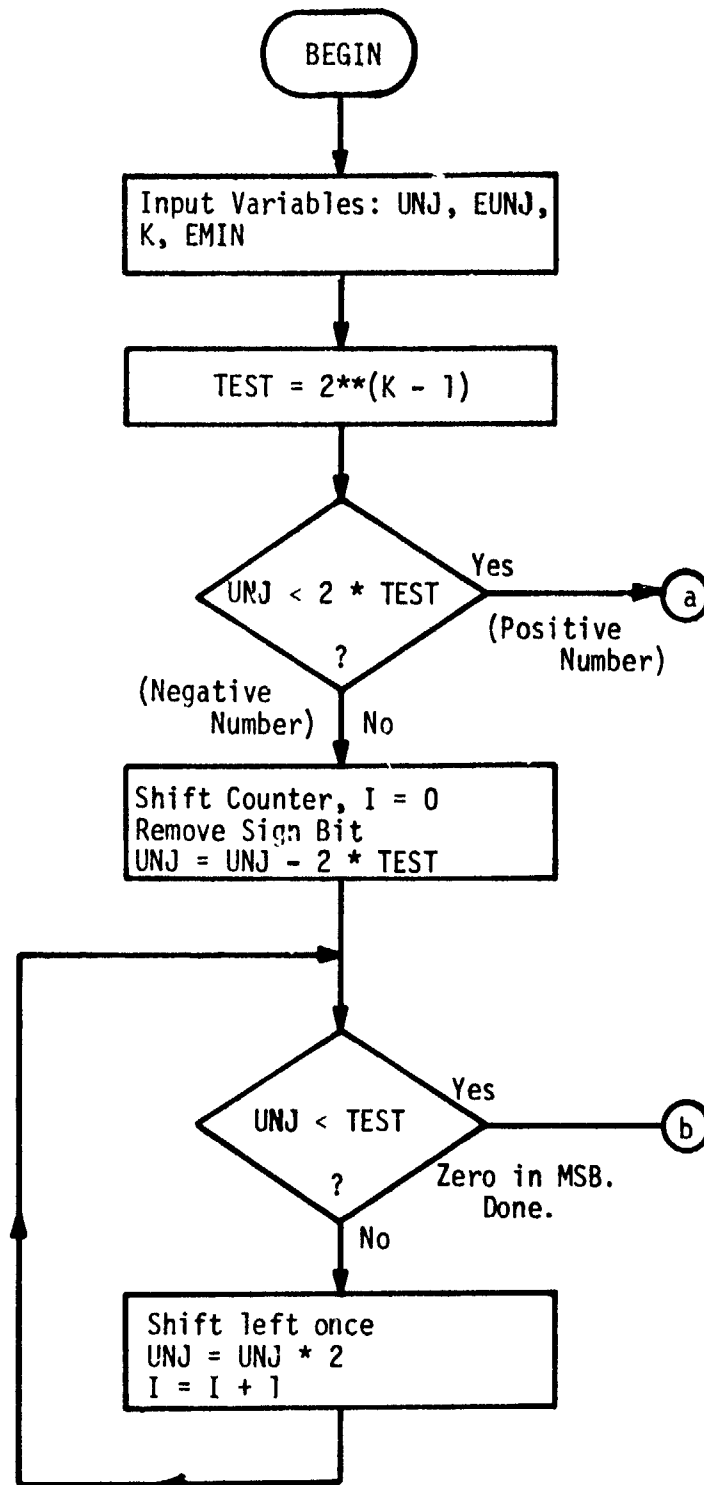 BEGIN
Input Variables: UNJ, EUNJ,
K, EMIN
TEST = 2**(K - 1)
UNJ < 2 * TEST
?
Yes
a
(Positive
Number)
(Negative
Number)
No
Shift Counter, I = 0
Remove Sign Bit
UNJ = UNJ - 2 * TEST
UNJ < TEST
?
Yes
b
Zero in MSB.
Done.
No
Shift left once
UNJ = UNJ * 2
I = I + 1